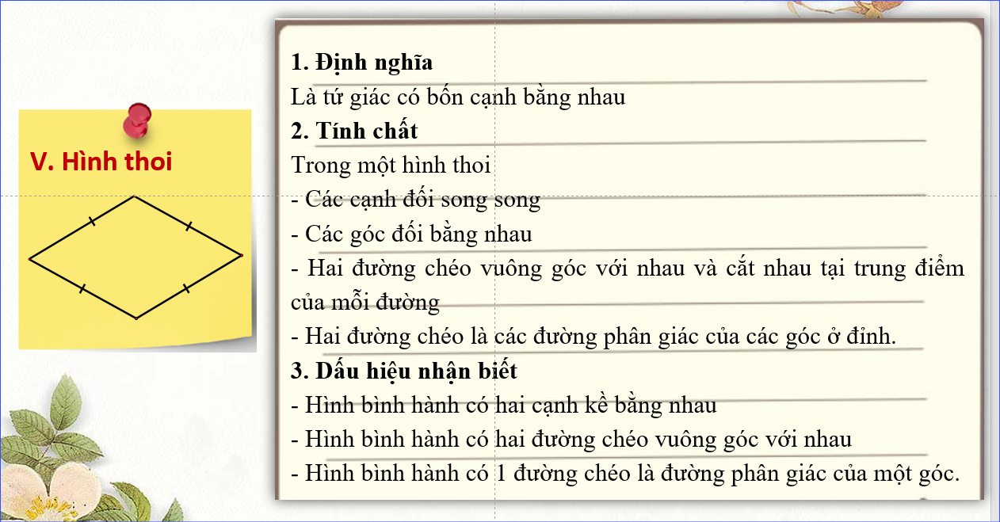 V. Hình thoi
1. Định nghĩa
Là tứ giác có bốn cạnh bằng nhau
2. Tính chất
Trong một hình thoi
- Các cạnh đối song song
- Các góc đối bằng nhau
- Hai đường chéo vuông góc với nhau và cắt nhau tại trung điểm
của mỗi đường
- Hai đường chéo là các đường phân giác của các góc ở đỉnh.
3. Dấu hiệu nhận biết
- Hình bình hành có hai cạnh kề bằng nhau
- Hình bình hành có hai đường chéo vuông góc với nhau
- Hình bình hành có 1 đường chéo là đường phân giác của một góc.